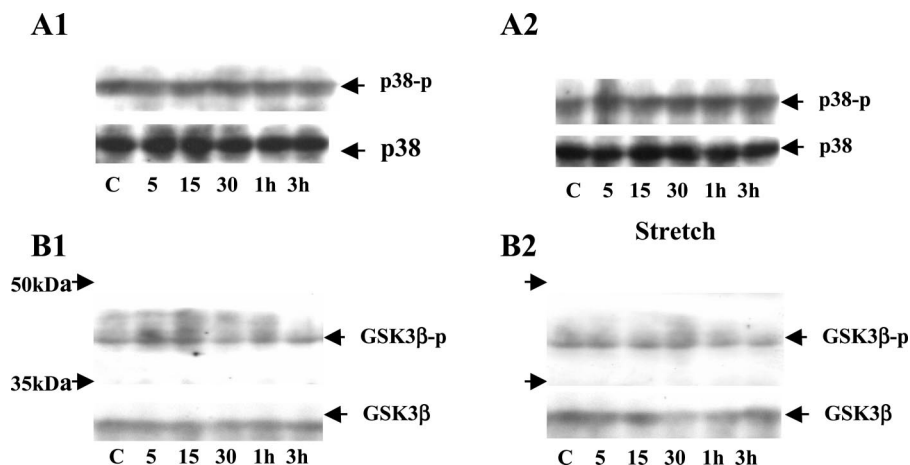 A1
A2
p38-p
p38-p
p38
p38
C 5 15 30 1h 3h
C 5 15 30 1h 3h
Stretch
B1
B2
50kDa
GSK3β-p
GSK3β-p
35kDa
GSK3β
GSK3β
C 5 15 30 1h 3h
C 5 15 30 1h 3h